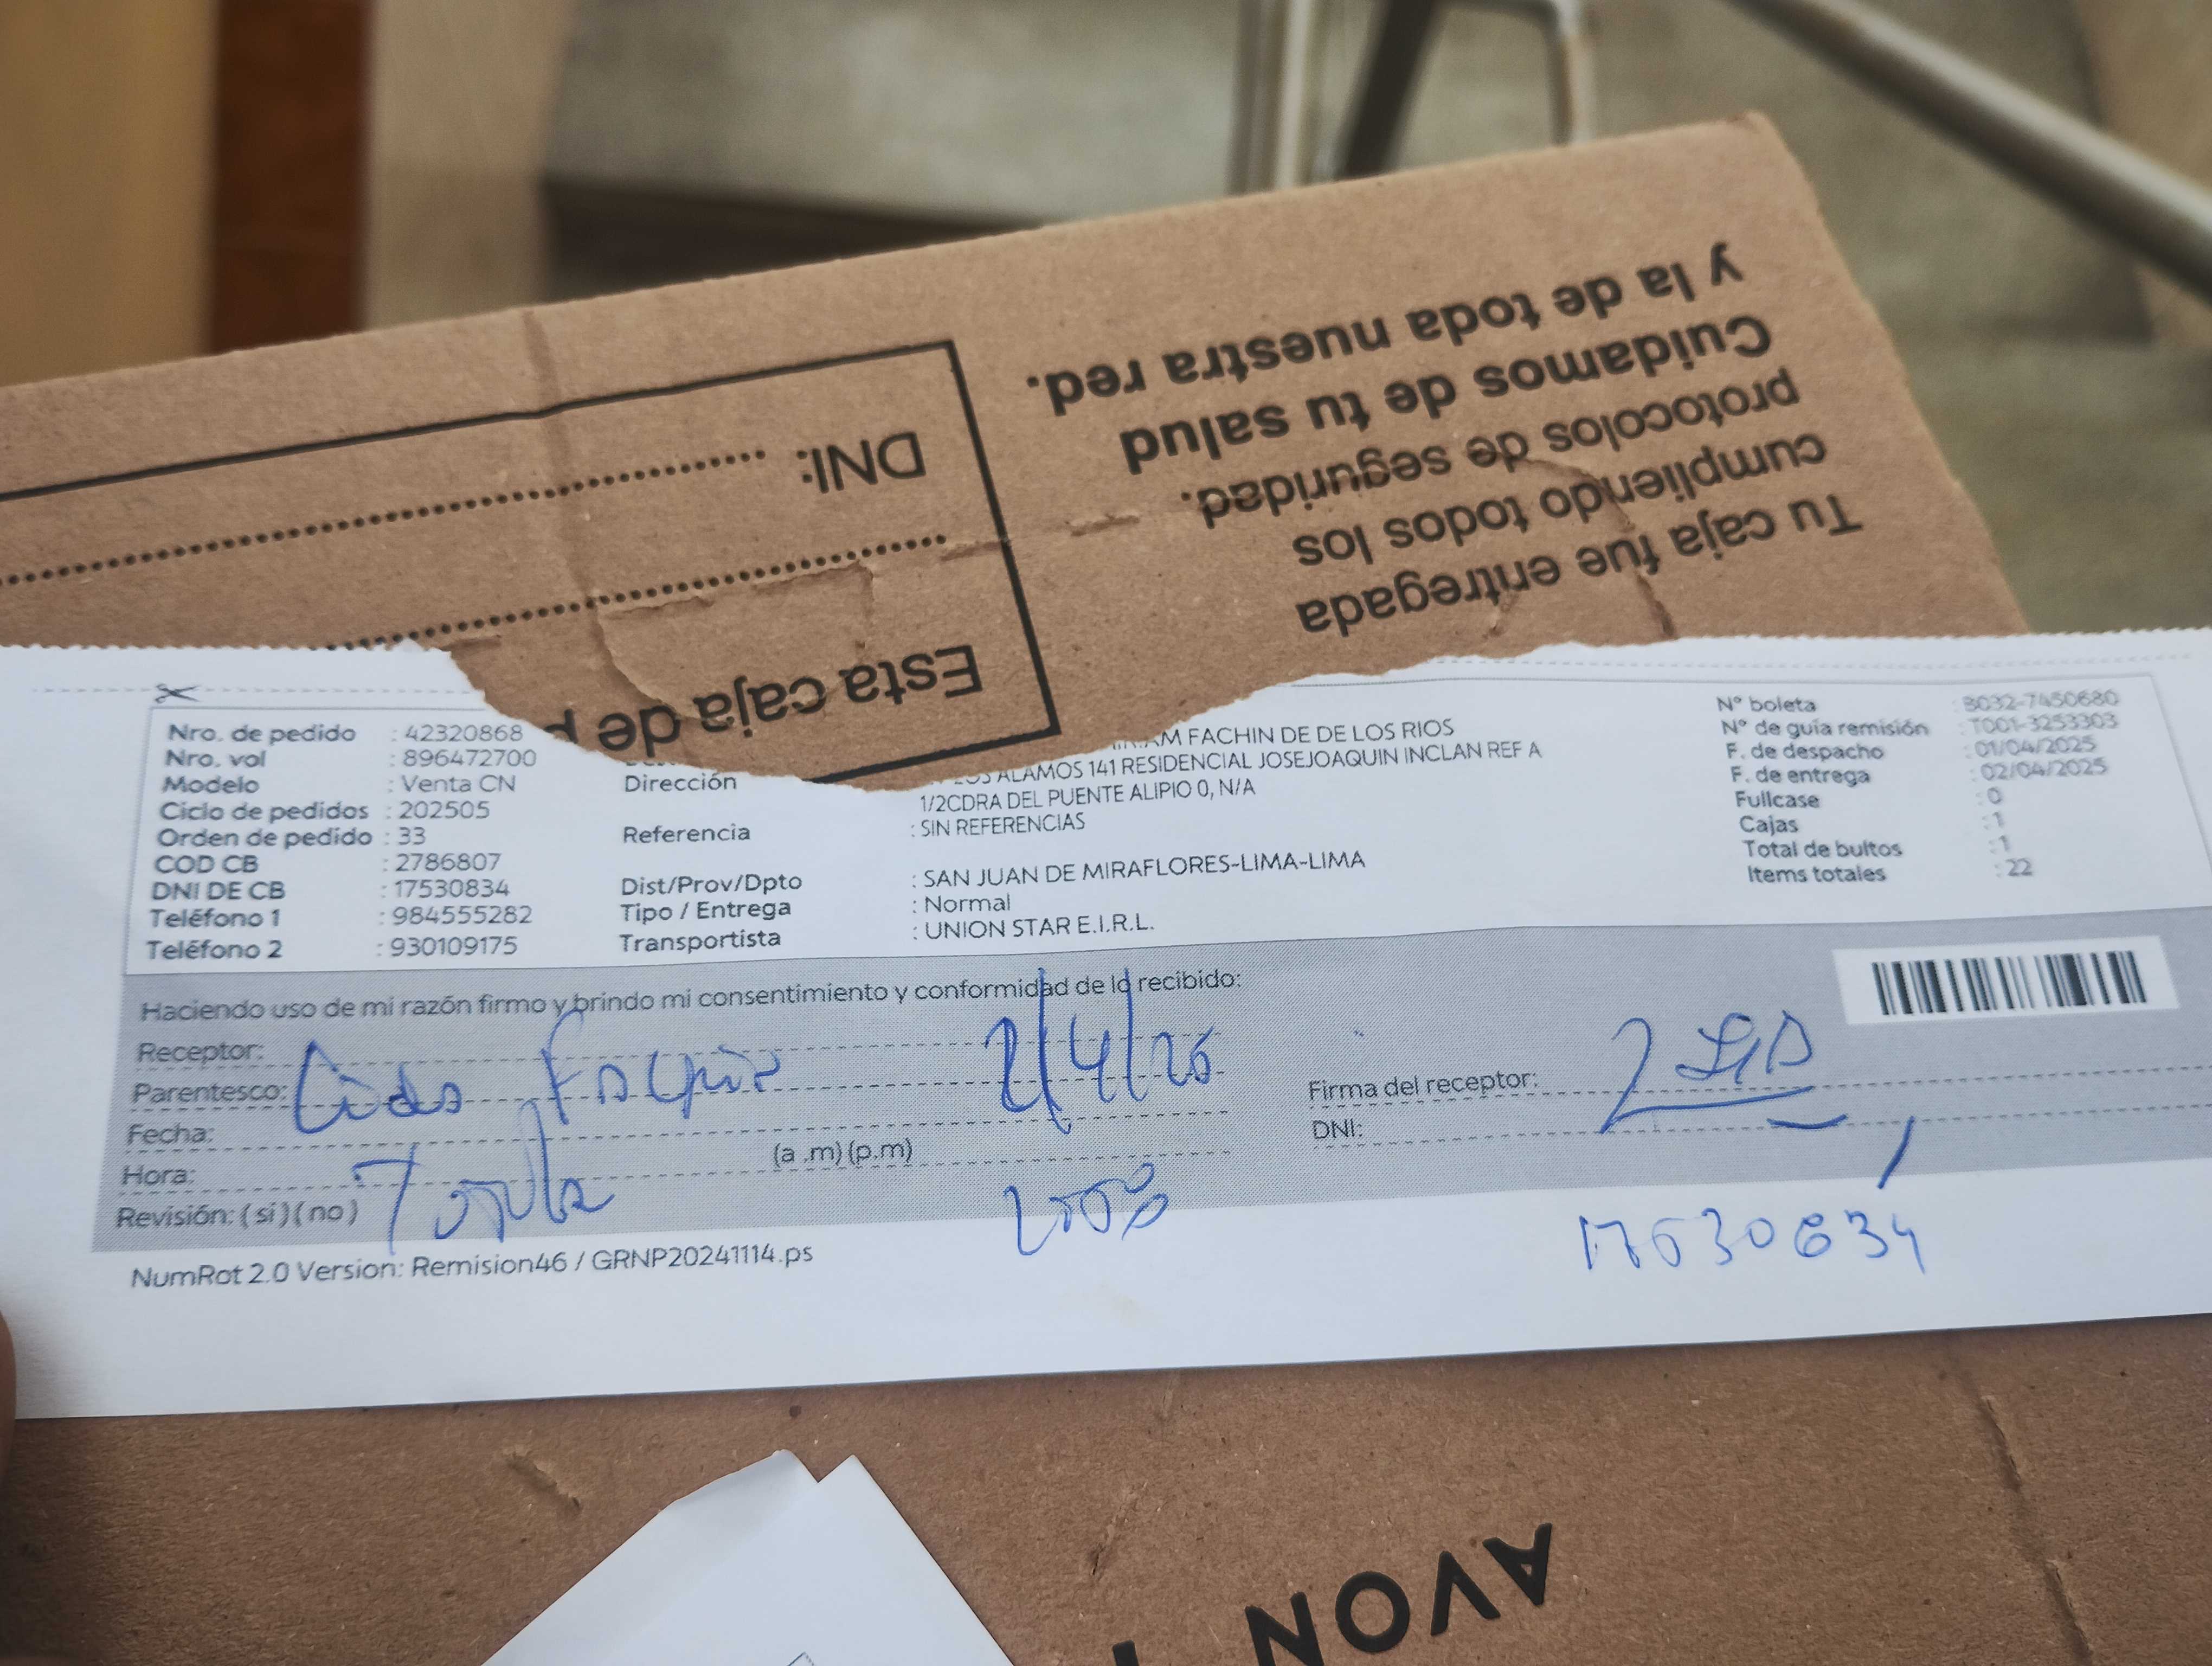 y la de toda nuestra red.
Cuidamos de tu salud
protocolos de seguridad.
cumpliendo todos los
Tu caja fue entregada
DNI:
Esta caja de
Nro. de pedido : 42320868
Nro. vol : 896472700
Modelo : Venta CN
Ciclo de pedidos : 202505
Orden de pedido : 33
COD CB : 2786807
DNI DE CB : 17530834
Teléfono 1 : 984555282
Teléfono 2 : 930109175
FACHIN DE DE LOS RIOS
Dirección ALAMOS 141 RESIDENCIAL JOSEJOAQUIN INCLAN REF A
1/2CDRA DEL PUENTE ALIPIO 0, N/A
Referencia : SIN REFERENCIAS
Dist/Prov/Dpto : SAN JUAN DE MIRAFLORES-LIMA-LIMA
Tipo / Entrega : Normal
Transportista : UNION STAR E.I.R.L.
N° boleta : B032-7450680
N° de guía remisión : T001-3253303
F. de despacho : 01/04/2025
F. de entrega : 02/04/2025
Fullcase : 0
Cajas : 1
Total de bultos : 1
Items totales : 22
Haciendo uso de mi razón firmo y brindo mi consentimiento y conformidad de lo recibido:
Receptor:
Parentesco:
Fecha:
Hora: (a .m) (p.m)
Revisión: (si) (no)
Firma del receptor:
DNI:
NumRot 2.0 Version: Remision46 / GRNP20241114.ps
AVON